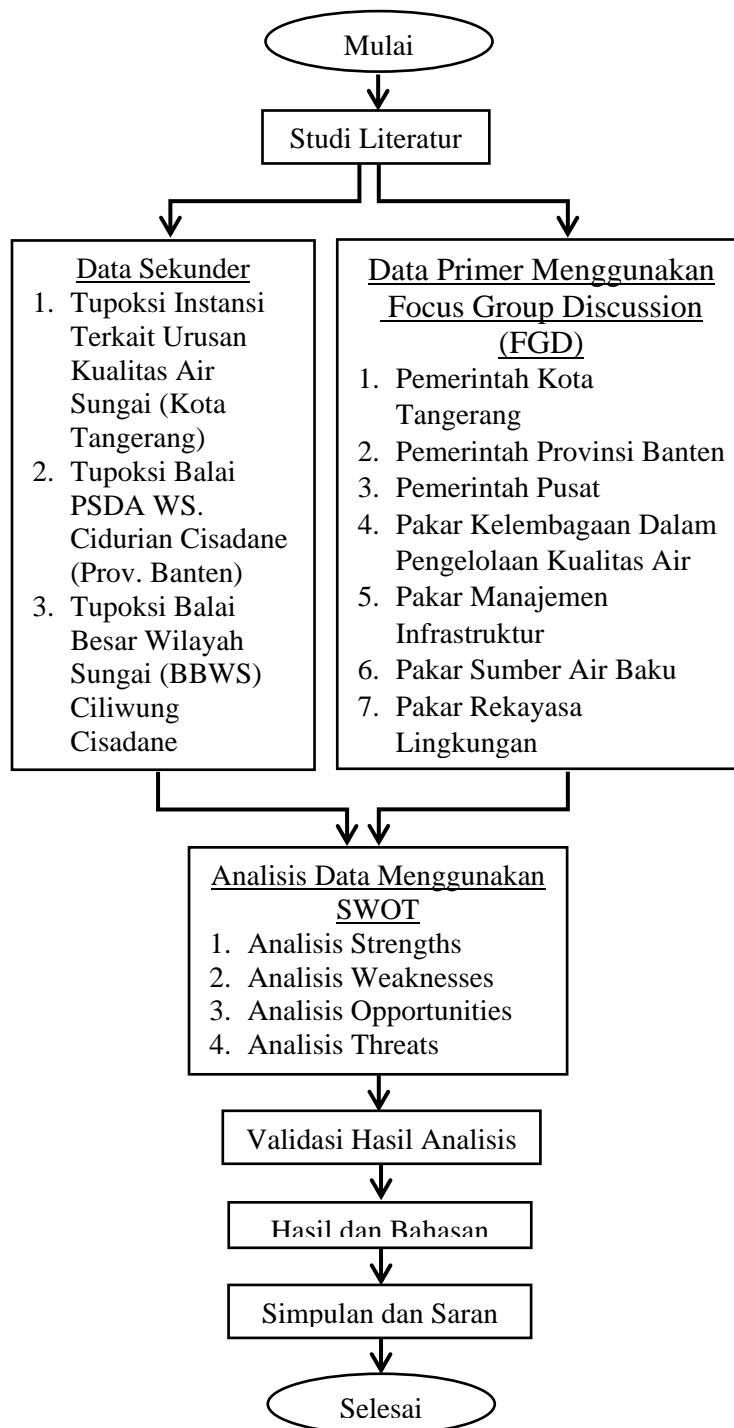 Mulai
Studi Literatur
Data Sekunder
1. Tupoksi Instansi
Terkait Urusan
Kualitas Air
Sungai (Kota
Tangerang)
2. Tupoksi Balai
PSDA WS.
Cidurian Cisadane
(Prov. Banten)
3. Tupoksi Balai
Besar Wilayah
Sungai (BBWS)
Ciliwung
Cisadane
Data Primer Menggunakan
Focus Group Discussion
(FGD)
1. Pemerintah Kota
Tangerang
2. Pemerintah Provinsi Banten
3. Pemerintah Pusat
4. Pakar Kelembagaan Dalam
Pengelolaan Kualitas Air
5. Pakar Manajemen
Infrastruktur
6. Pakar Sumber Air Baku
7. Pakar Rekayasa
Lingkungan
Analisis Data Menggunakan
SWOT
1. Analisis Strengths
2. Analisis Weaknesses
3. Analisis Opportunities
4. Analisis Threats
Validasi Hasil Analisis
Hasil dan Bahasan
Simpulan dan Saran
Selesai